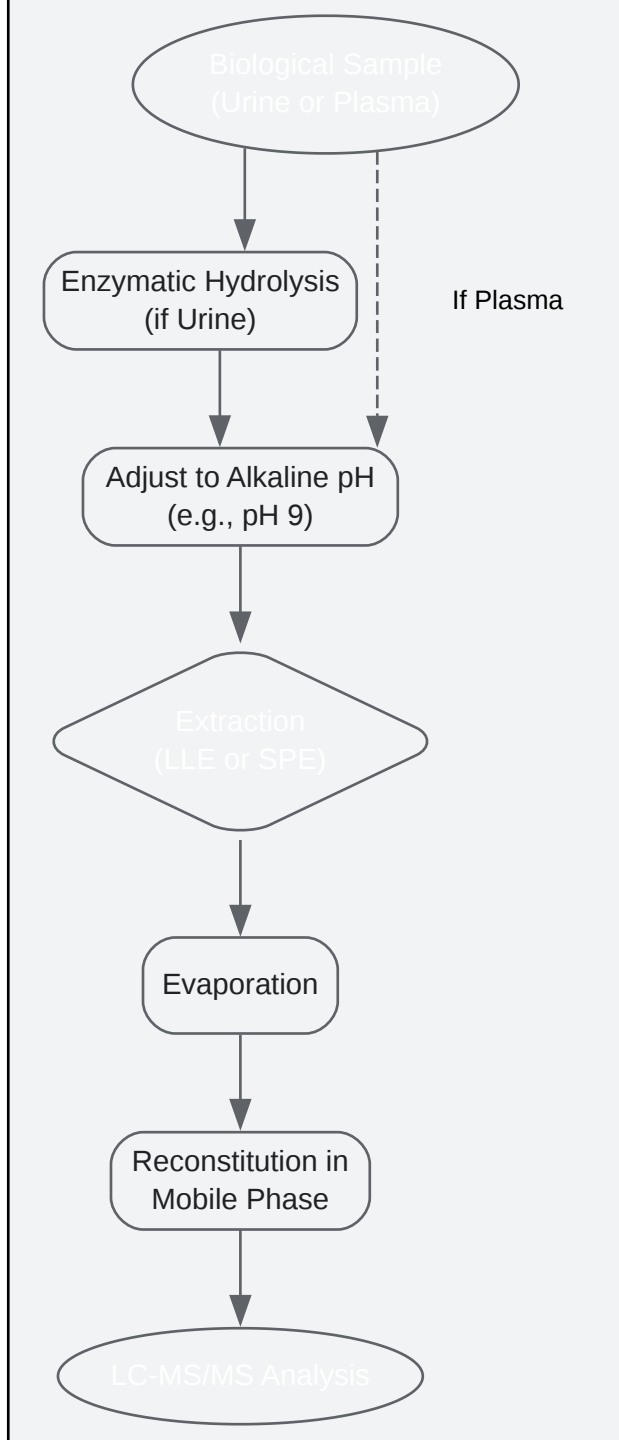 Biological Sample
(Urine or Plasma)
Enzymatic Hydrolysis
(if Urine)
If Plasma
Adjust to Alkaline pH
(e.g., pH 9)
Extraction
(LLE or SPE)
Evaporation
Reconstitution in
Mobile Phase
LC-MS/MS Analysis